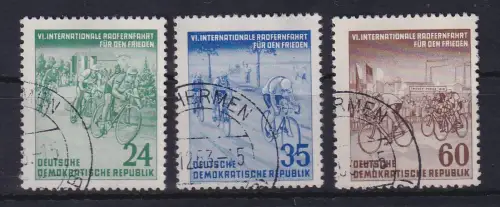 VI. INTERNATIONALE RADFERNFAHRT
FÜR DEN FRIEDEN
24
DEUTSCHE
DEMOKRATISCHE REPUBLIK
VI. INTERNATIONALE RADFERNFAHRT
FÜR DEN FRIEDEN
HERMEN
35
DEUTSCHE
DEMOKRATISCHE REPUBLIK
VI. INTERNATIONALE RADFERNFAHRT
FÜR DEN FRIEDEN
60
DEUTSCHE
DEMOKRATISCHE REPUBLIK